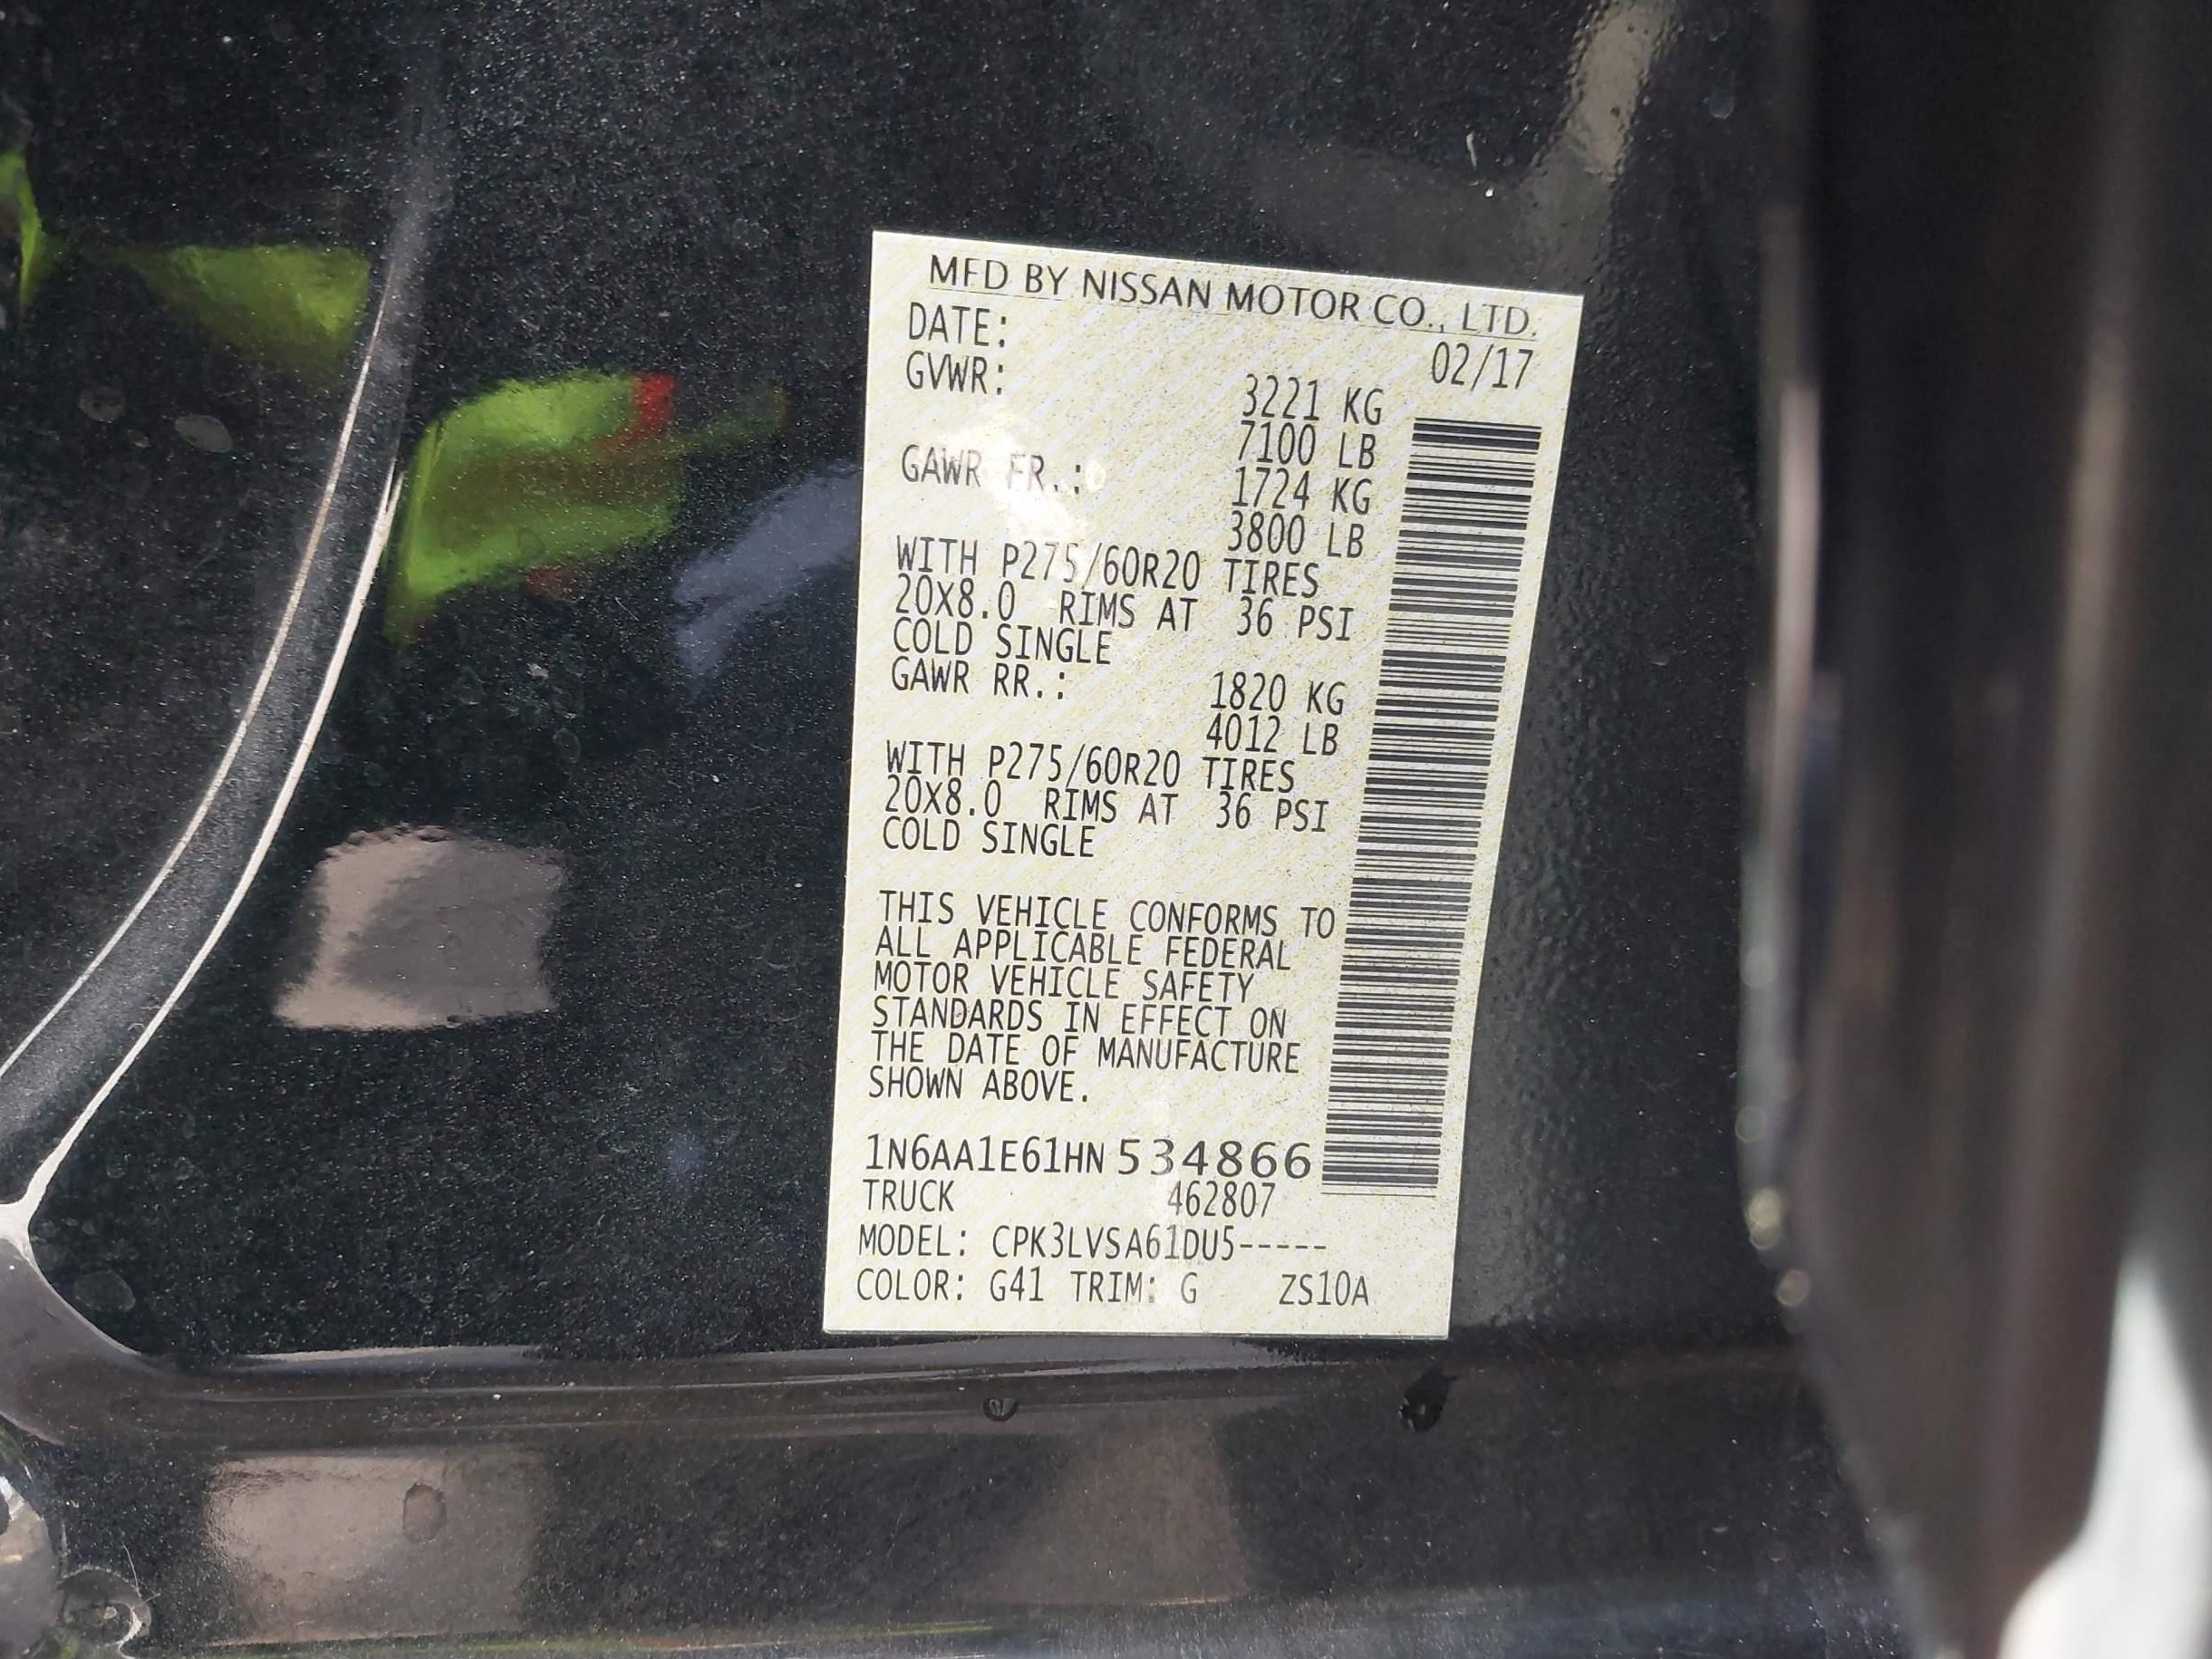 MFD BY NISSAN MOTOR CO., LTD.
DATE: 02/17
GVWR: 3221 KG
7100 LB
GAWR FR.: 1724 KG
3800 LB
WITH P275/60R20 TIRES
20X8.0 RIMS AT 36 PSI
COLD SINGLE
GAWR RR.: 1820 KG
4012 LB
WITH P275/60R20 TIRES
20X8.0 RIMS AT 36 PSI
COLD SINGLE
THIS VEHICLE CONFORMS TO
ALL APPLICABLE FEDERAL
MOTOR VEHICLE SAFETY
STANDARDS IN EFFECT ON
THE DATE OF MANUFACTURE
SHOWN ABOVE.
1N6AA1E61HN534866
TRUCK 462807
MODEL: CPK3LVSA61DU5-----
COLOR: G41 TRIM: G ZS10A